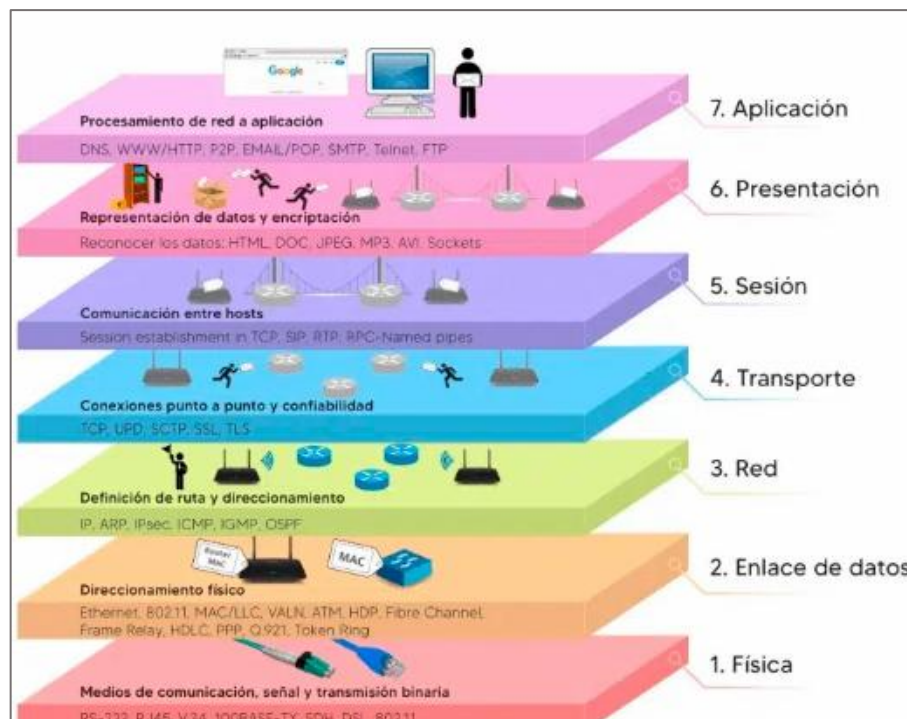 Google
Procesamiento de red a aplicación
DNS, WWW/HTTP, P2P, EMAIL/POP, SMTP, Telnet, FTP
7. Aplicación
Representación de datos y encriptación
Reconocer los datos: HTML, DOC, JPEG, MP3, AVI, Sockets
6. Presentación
Comunicación entre hosts
Session establishment in TCP, SIP, RTP, RPC-Named pipes
5. Sesión
Conexiones punto a punto y confiabilidad
TCP, UPD, SCTP, SSL, TLS
4. Transporte
Definición de ruta y direccionamiento
IP, ARP, IPsec, ICMP, IGMP, OSPF
3. Red
Router MAC
MAC
Direccionamiento físico
Ethernet, 802.11, MAC/LLC, VALN, ATM, HDP, Fibre Channel,
Frame Relay, HDLC, PPP, Q.921, Token Ring
2. Enlace de datos
Medios de comunicación, señal y transmisión binaria
1. Física